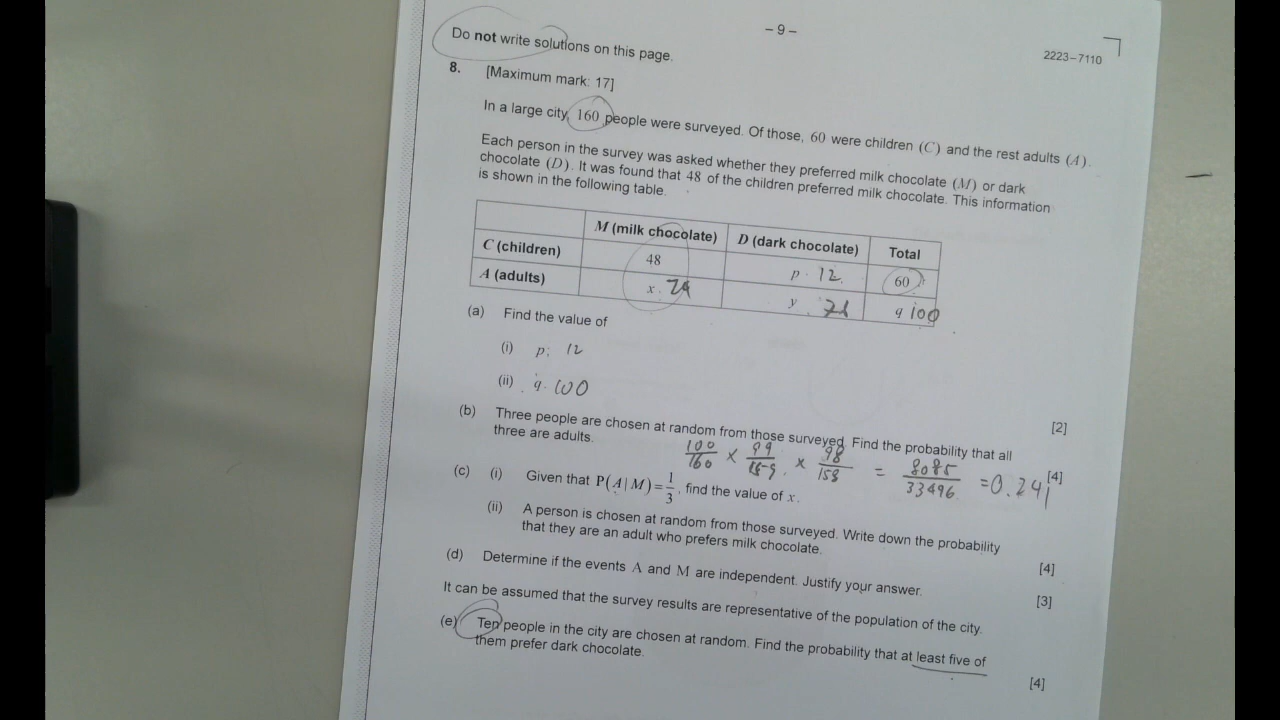 – 9 –
Do not write solutions on this page.
2223–7110
8. [Maximum mark: 17]
In a large city, 160 people were surveyed. Of those, 60 were children (C) and the rest adults (A).
Each person in the survey was asked whether they preferred milk chocolate (M) or dark
chocolate (D). It was found that 48 of the children preferred milk chocolate. This information
is shown in the following table.
M (milk chocolate) D (dark chocolate) Total
C (children) 48 p 12 60
A (adults) x y q 100
(a) Find the value of
(i) p; 12
(ii) q. 100
[2]
(b) Three people are chosen at random from those surveyed. Find the probability that all
three are adults.
100/160 × 99/159 × 98/158 = 8085/33496 = 0.241
[4]
(c) (i) Given that P(A|M) = 1/3, find the value of x.
(ii) A person is chosen at random from those surveyed. Write down the probability
that they are an adult who prefers milk chocolate.
[4]
(d) Determine if the events A and M are independent. Justify your answer.
[3]
It can be assumed that the survey results are representative of the population of the city.
(e) Ten people in the city are chosen at random. Find the probability that at least five of
them prefer dark chocolate.
[4]